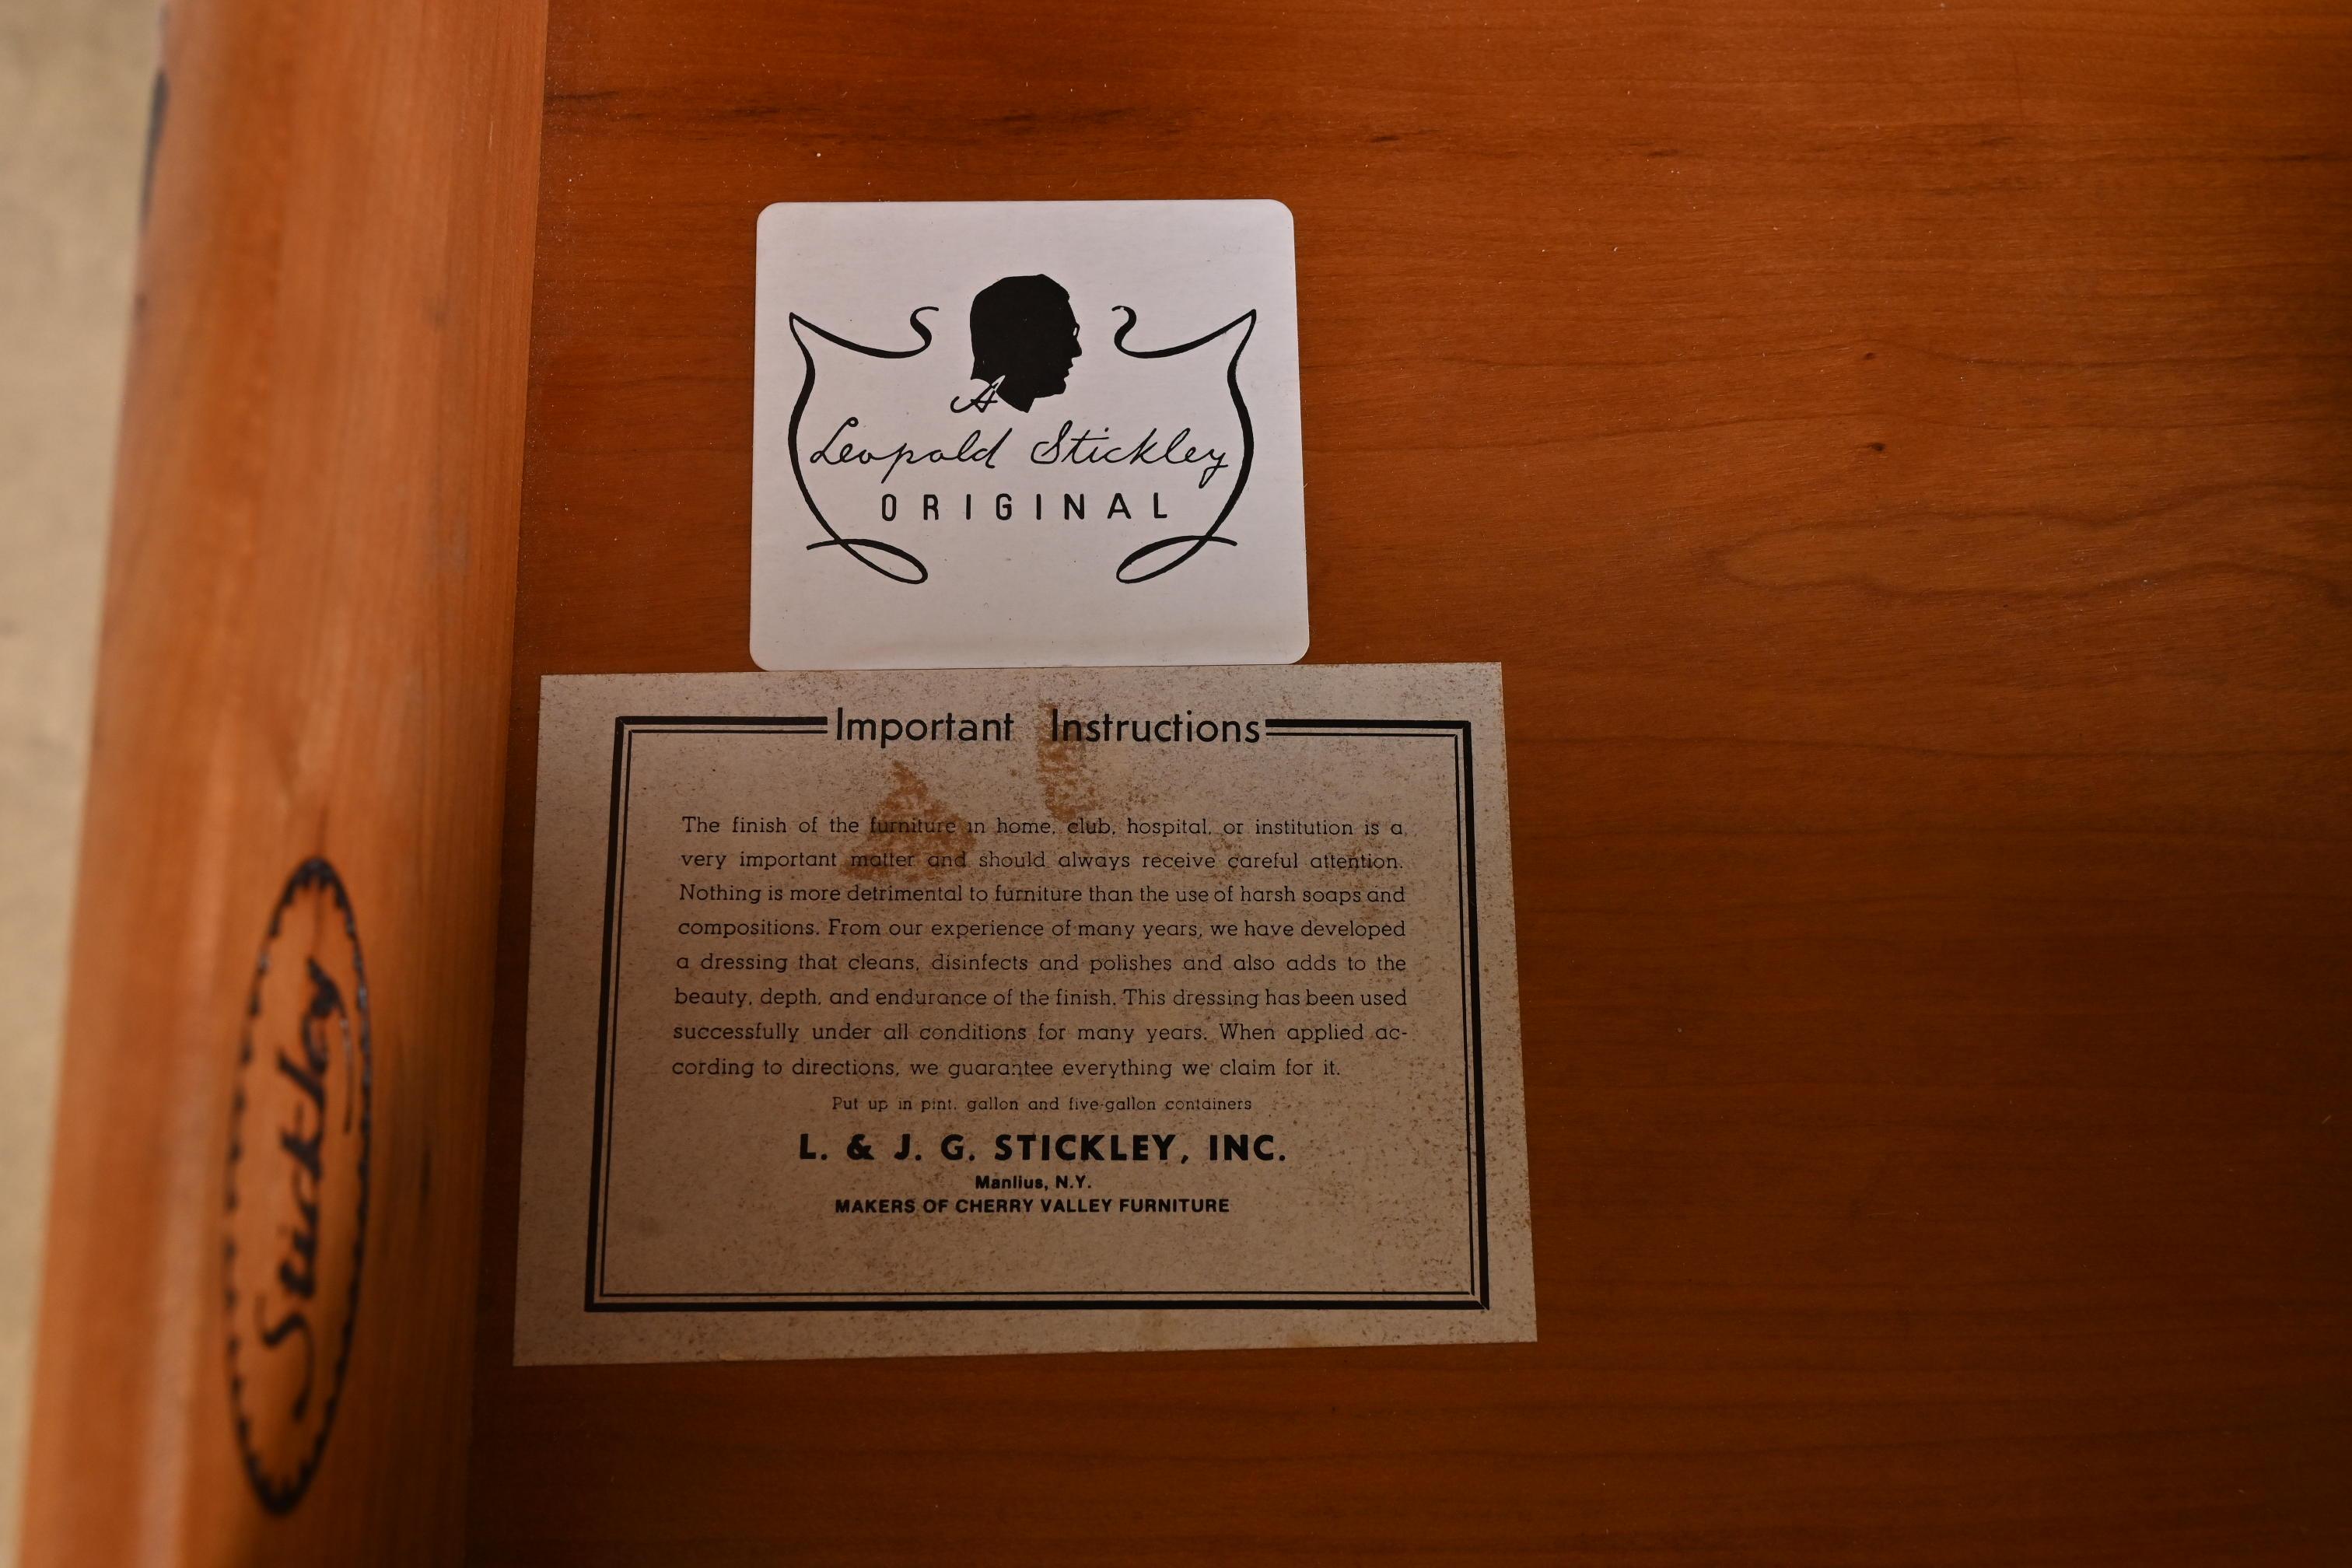 A
Leopold Stickley
ORIGINAL
Important Instructions
The finish of the furniture in home, club, hospital, or institution is a
very important matter and should always receive careful attention.
Nothing is more detrimental to furniture than the use of harsh soaps and
compositions. From our experience of many years, we have developed
a dressing that cleans, disinfects and polishes and also adds to the
beauty, depth, and endurance of the finish. This dressing has been used
successfully under all conditions for many years. When applied ac-
cording to directions, we guarantee everything we claim for it.
Put up in pint, gallon and five-gallon containers
L. & J. G. STICKLEY, INC.
Manlius, N.Y.
MAKERS OF CHERRY VALLEY FURNITURE
Stickley